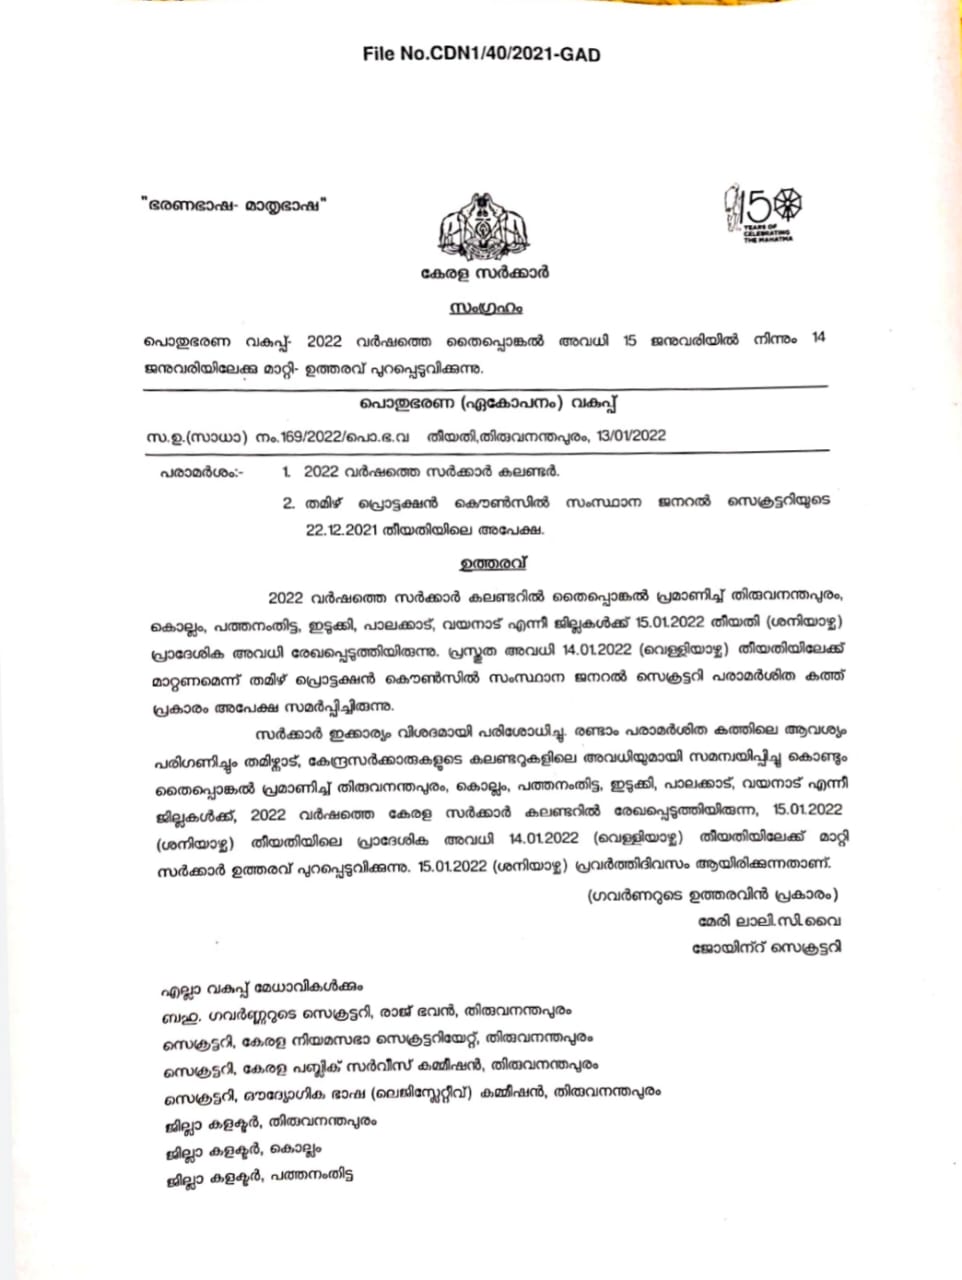 File No.CDN1/40/2021-GAD
"ഭരണഭാഷ- മാതൃഭാഷ"
150
YEARS OF
CELEBRATING
THE MAHATMA
കേരള സർക്കാർ
സംഗ്രഹം
പൊതുഭരണ വകുപ്പ്- 2022 വർഷത്തെ തൈപ്പൊങ്കൽ അവധി 15 ജനുവരിയിൽ നിന്നും 14
ജനുവരിയിലേക്കു മാറ്റി- ഉത്തരവ് പുറപ്പെടുവിക്കുന്നു.
പൊതുഭരണ (ഏകോപനം) വകുപ്പ്
സ.ഉ.(സാധാ) നം.169/2022/പൊ.ഭ.വ തീയതി,തിരുവനന്തപുരം, 13/01/2022
പരാമർശം:- 1. 2022 വർഷത്തെ സർക്കാർ കലണ്ടർ.
2. തമിഴ് പ്രൊട്ടക്ഷൻ കൌൺസിൽ സംസ്ഥാന ജനറൽ സെക്രട്ടറിയുടെ
22.12.2021 തീയതിയിലെ അപേക്ഷ.
ഉത്തരവ്
2022 വർഷത്തെ സർക്കാർ കലണ്ടറിൽ തൈപ്പൊങ്കൽ പ്രമാണിച്ച് തിരുവനന്തപുരം,
കൊല്ലം, പത്തനംതിട്ട, ഇടുക്കി, പാലക്കാട്, വയനാട് എന്നീ ജില്ലകൾക്ക് 15.01.2022 തീയതി (ശനിയാഴ്ച)
പ്രാദേശിക അവധി രേഖപ്പെടുത്തിയിരുന്നു. പ്രസ്തുത അവധി 14.01.2022 (വെള്ളിയാഴ്ച) തീയതിയിലേക്ക്
മാറ്റണമെന്ന് തമിഴ് പ്രൊട്ടക്ഷൻ കൌൺസിൽ സംസ്ഥാന ജനറൽ സെക്രട്ടറി പരാമർശിത കത്ത്
പ്രകാരം അപേക്ഷ സമർപ്പിച്ചിരുന്നു.
സർക്കാർ ഇക്കാര്യം വിശദമായി പരിശോധിച്ചു. രണ്ടാം പരാമർശിത കത്തിലെ ആവശ്യം
പരിഗണിച്ചും തമിഴ്നാട്, കേന്ദ്രസർക്കാരുകളുടെ കലണ്ടറുകളിലെ അവധിയുമായി സമന്വയിപ്പിച്ചു കൊണ്ടും
തൈപ്പൊങ്കൽ പ്രമാണിച്ച് തിരുവനന്തപുരം, കൊല്ലം, പത്തനംതിട്ട, ഇടുക്കി, പാലക്കാട്, വയനാട് എന്നീ
ജില്ലകൾക്ക്, 2022 വർഷത്തെ കേരള സർക്കാർ കലണ്ടറിൽ രേഖപ്പെടുത്തിയിരുന്ന, 15.01.2022
(ശനിയാഴ്ച) തീയതിയിലെ പ്രാദേശിക അവധി 14.01.2022 (വെള്ളിയാഴ്ച) തീയതിയിലേക്ക് മാറ്റി
സർക്കാർ ഉത്തരവ് പുറപ്പെടുവിക്കുന്നു. 15.01.2022 (ശനിയാഴ്ച) പ്രവർത്തിദിവസം ആയിരിക്കുന്നതാണ്.
(ഗവർണറുടെ ഉത്തരവിൻ പ്രകാരം)
മേരി ലാലി.സി.വൈ
ജോയിന്റ് സെക്രട്ടറി
എല്ലാ വകുപ്പ് മേധാവികൾക്കും
ബഹു. ഗവർണ്ണറുടെ സെക്രട്ടറി, രാജ് ഭവൻ, തിരുവനന്തപുരം
സെക്രട്ടറി, കേരള നിയമസഭാ സെക്രട്ടറിയേറ്റ്, തിരുവനന്തപുരം
സെക്രട്ടറി, കേരള പബ്ലിക് സർവീസ് കമ്മീഷൻ, തിരുവനന്തപുരം
സെക്രട്ടറി, ഔദ്യോഗിക ഭാഷ (ലെജിസ്ലേറ്റീവ്) കമ്മീഷൻ, തിരുവനന്തപുരം
ജില്ലാ കളക്ടർ, തിരുവനന്തപുരം
ജില്ലാ കളക്ടർ, കൊല്ലം
ജില്ലാ കളക്ടർ, പത്തനംതിട്ട